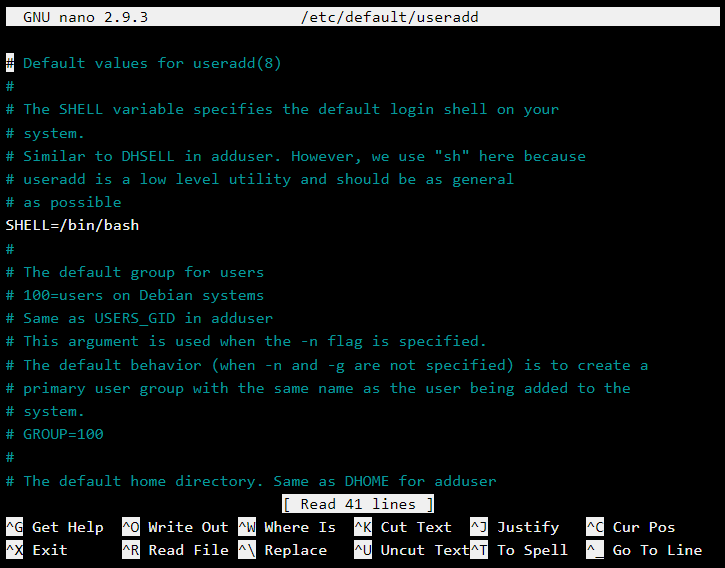 GNU nano 2.9.3 /etc/default/useradd
# Default values for useradd(8)
#
# The SHELL variable specifies the default login shell on your
# system.
# Similar to DHSELL in adduser. However, we use "sh" here because
# useradd is a low level utility and should be as general
# as possible
SHELL=/bin/bash
#
# The default group for users
# 100=users on Debian systems
# Same as USERS_GID in adduser
# This argument is used when the -n flag is specified.
# The default behavior (when -n and -g are not specified) is to create a
# primary user group with the same name as the user being added to the
# system.
# GROUP=100
#
# The default home directory. Same as DHOME for adduser
[ Read 41 lines ]
^G Get Help ^O Write Out ^W Where Is ^K Cut Text ^J Justify ^C Cur Pos
^X Exit ^R Read File ^\ Replace ^U Uncut Text ^T To Spell ^_ Go To Line